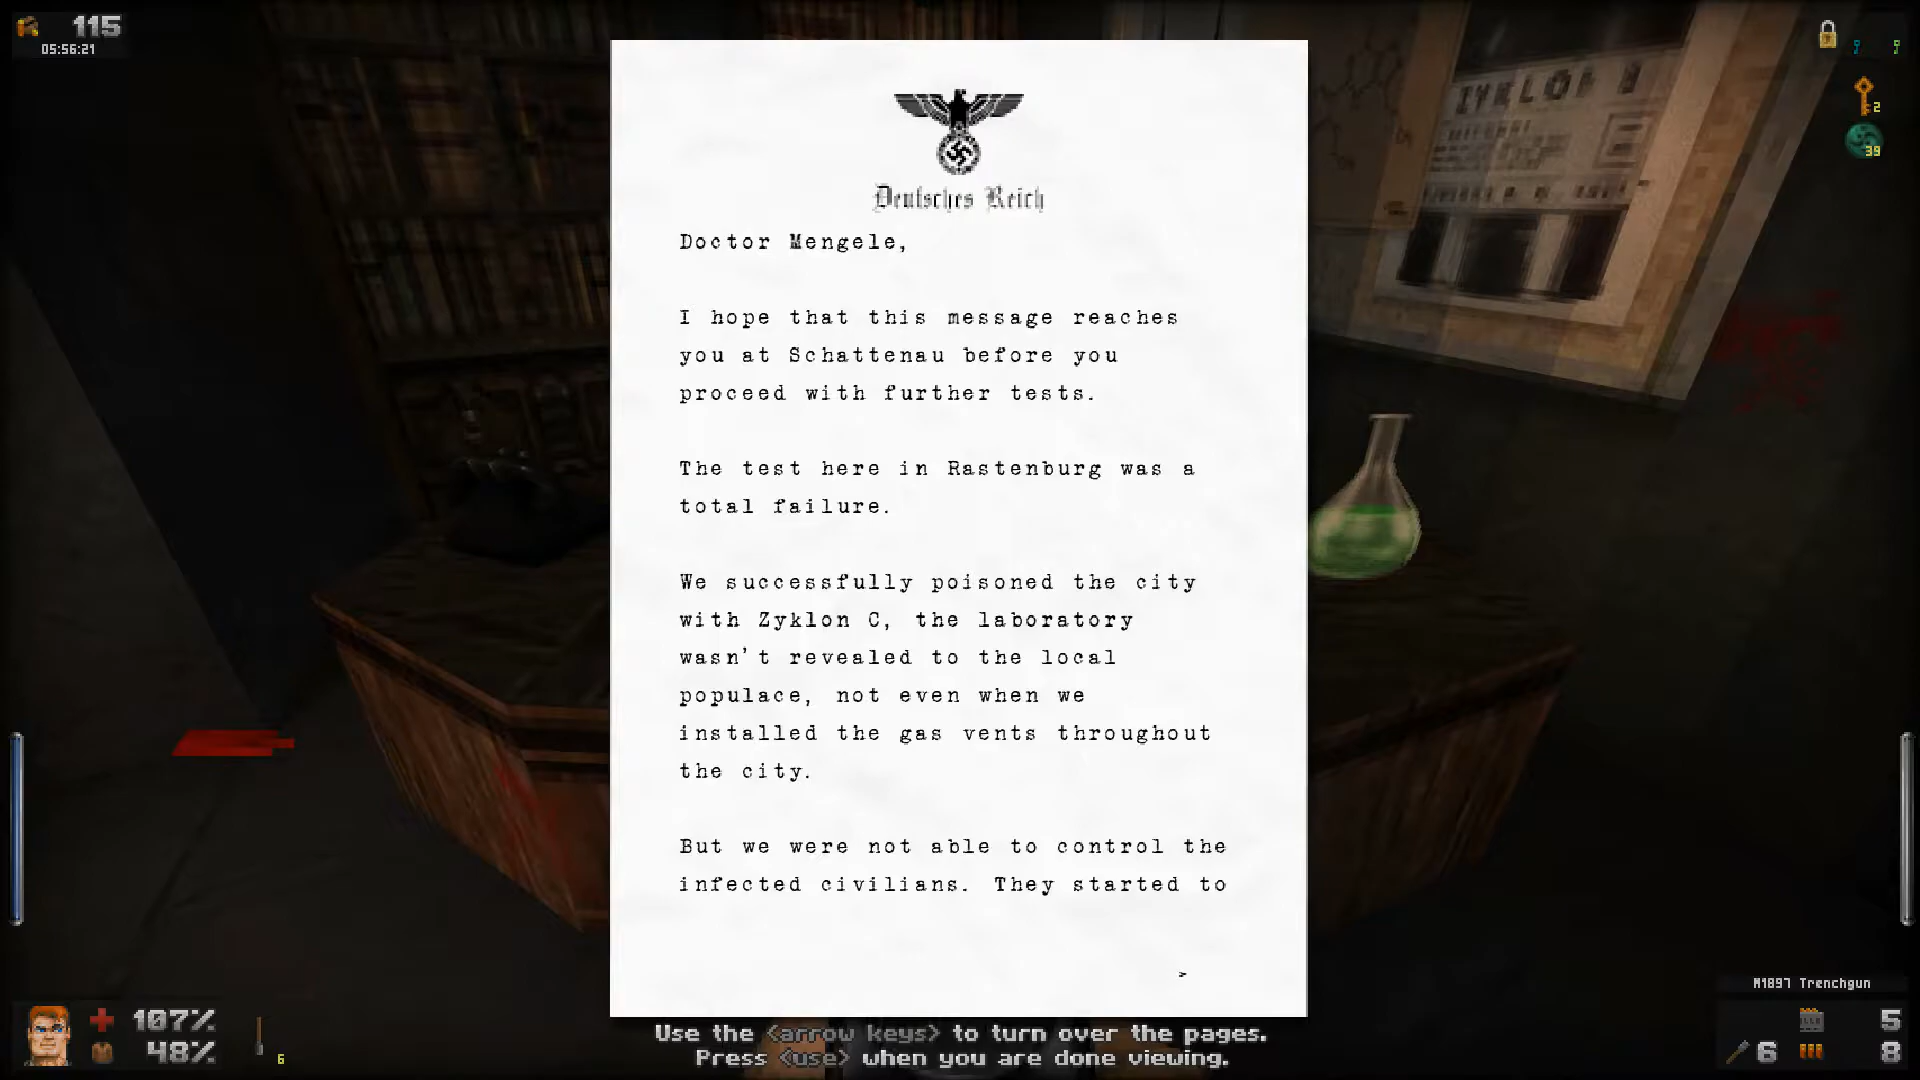 115
05:56:21
ZYKLON
2
39
Deutsches Reich
Doctor Mengele,
I hope that this message reaches
you at Schattenau before you
proceed with further tests.
The test here in Rastenburg was a
total failure.
We successfully poisoned the city
with Zyklon C, the laboratory
wasn't revealed to the local
populace, not even when we
installed the gas vents throughout
the city.
But we were not able to control the
infected civilians. They started to
>
M1897 Trenchgun
107%
48%
6
5
6
8
Use the <arrow keys> to turn over the pages.
Press <use> when you are done viewing.